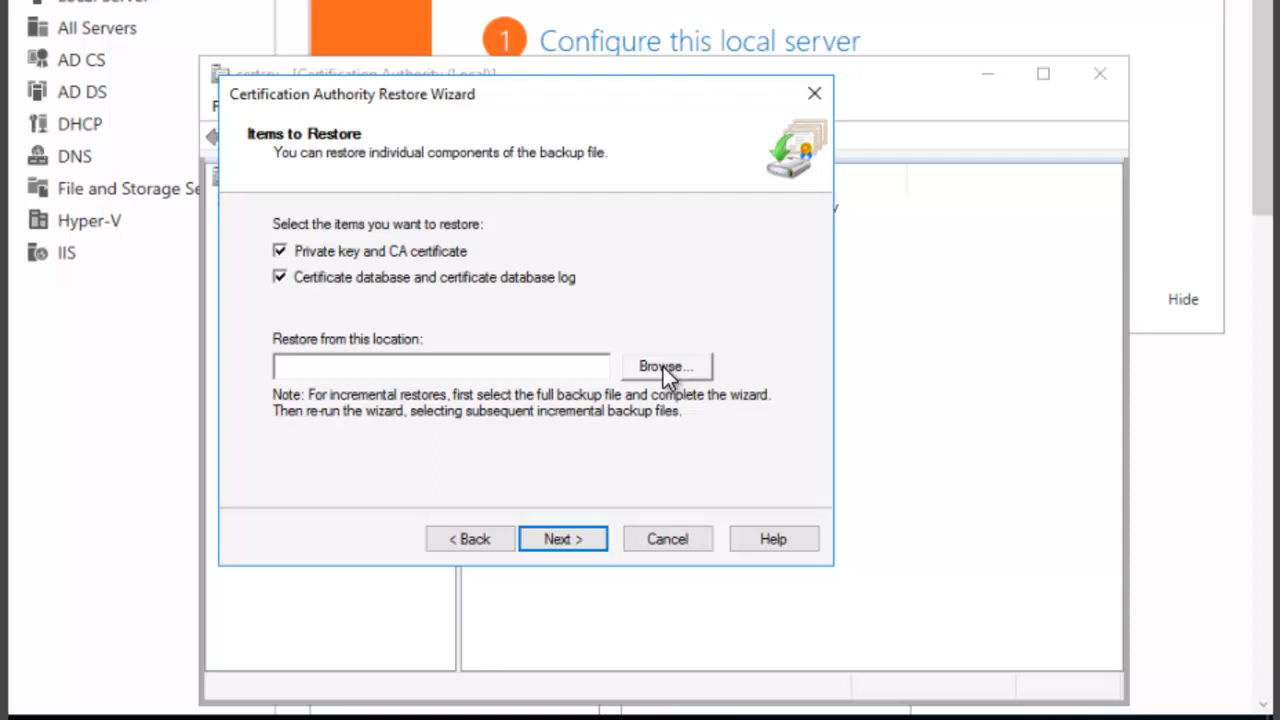 All Servers
AD CS
AD DS
DHCP
DNS
File and Storage Se
Hyper-V
IIS
1 Configure this local server
Hide
Certification Authority Restore Wizard
Items to Restore
You can restore individual components of the backup file.
Select the items you want to restore:
Private key and CA certificate
Certificate database and certificate database log
Restore from this location:
Browse...
Note: For incremental restores, first select the full backup file and complete the wizard.
Then re-run the wizard, selecting subsequent incremental backup files.
< Back
Next >
Cancel
Help